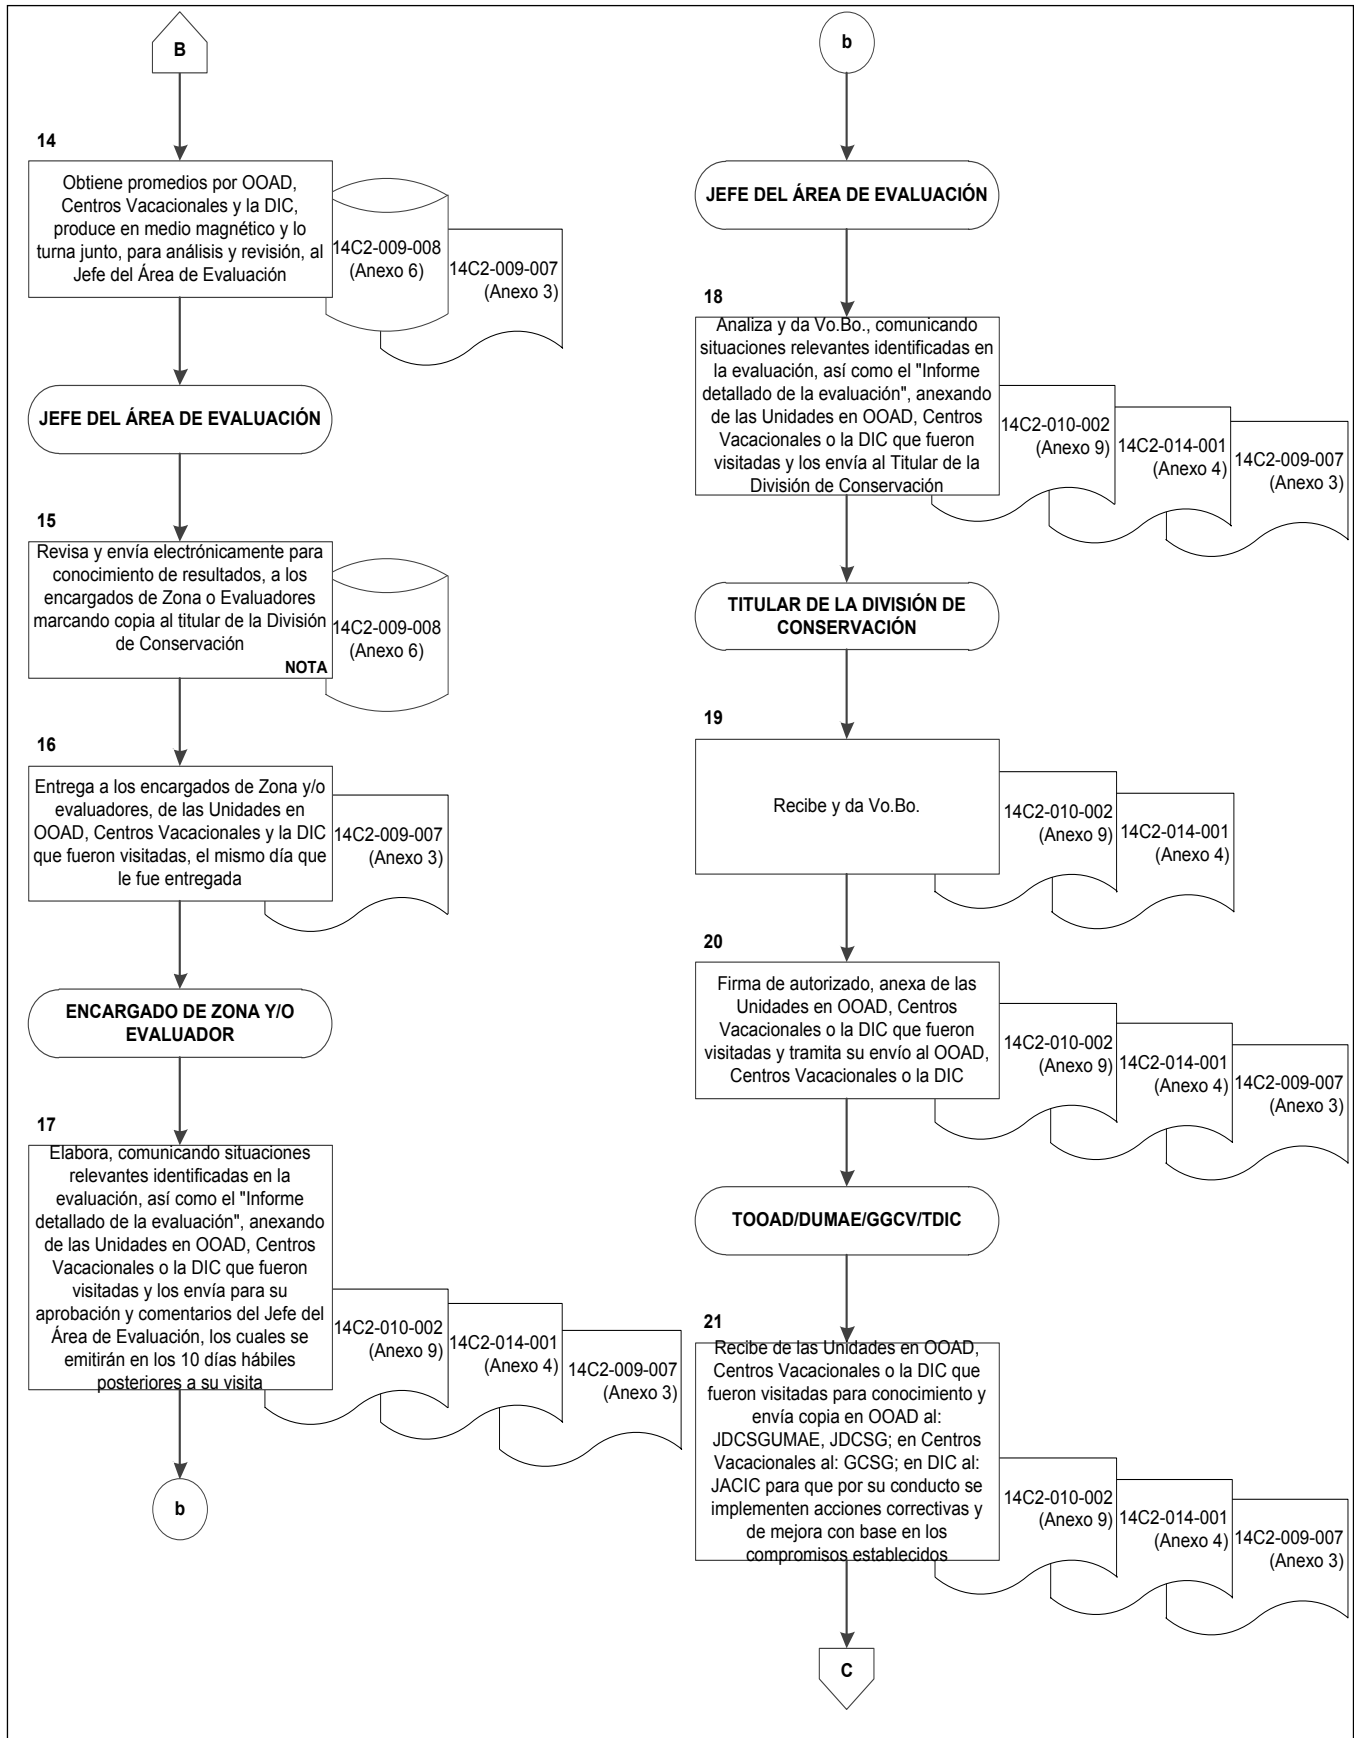 B
14
Obtiene promedios por OOAD,
Centros Vacacionales y la DIC,
produce en medio magnético y lo
turna junto, para análisis y revisión, al
Jefe del Área de Evaluación
14C2-009-008
(Anexo 6)
14C2-009-007
(Anexo 3)
JEFE DEL ÁREA DE EVALUACIÓN
15
Revisa y envía electrónicamente para
conocimiento de resultados, a los
encargados de Zona o Evaluadores
marcando copia al titular de la División
de Conservación
NOTA
14C2-009-008
(Anexo 6)
16
Entrega a los encargados de Zona y/o
evaluadores, de las Unidades en
OOAD, Centros Vacacionales y la DIC
que fueron visitadas, el mismo día que
le fue entregada
14C2-009-007
(Anexo 3)
ENCARGADO DE ZONA Y/O
EVALUADOR
17
Elabora, comunicando situaciones
relevantes identificadas en la
evaluación, así como el "Informe
detallado de la evaluación", anexando
de las Unidades en OOAD, Centros
Vacacionales o la DIC que fueron
visitadas y los envía para su
aprobación y comentarios del Jefe del
Área de Evaluación, los cuales se
emitirán en los 10 días hábiles
posteriores a su visita
14C2-010-002
(Anexo 9)
14C2-014-001
(Anexo 4)
14C2-009-007
(Anexo 3)
b
b
JEFE DEL ÁREA DE EVALUACIÓN
18
Analiza y da Vo.Bo., comunicando
situaciones relevantes identificadas en
la evaluación, así como el "Informe
detallado de la evaluación", anexando
de las Unidades en OOAD, Centros
Vacacionales o la DIC que fueron
visitadas y los envía al Titular de la
División de Conservación
14C2-010-002
(Anexo 9)
14C2-014-001
(Anexo 4)
14C2-009-007
(Anexo 3)
TITULAR DE LA DIVISIÓN DE
CONSERVACIÓN
19
Recibe y da Vo.Bo.
14C2-010-002
(Anexo 9)
14C2-014-001
(Anexo 4)
20
Firma de autorizado, anexa de las
Unidades en OOAD, Centros
Vacacionales o la DIC que fueron
visitadas y tramita su envío al OOAD,
Centros Vacacionales o la DIC
14C2-010-002
(Anexo 9)
14C2-014-001
(Anexo 4)
14C2-009-007
(Anexo 3)
TOOAD/DUMAE/GGCV/TDIC
21
Recibe de las Unidades en OOAD,
Centros Vacacionales o la DIC que
fueron visitadas para conocimiento y
envía copia en OOAD al:
JDCSGUMAE, JDCSG; en Centros
Vacacionales al: GCSG; en DIC al:
JACIC para que por su conducto se
implementen acciones correctivas y
de mejora con base en los
compromisos establecidos
14C2-010-002
(Anexo 9)
14C2-014-001
(Anexo 4)
14C2-009-007
(Anexo 3)
C